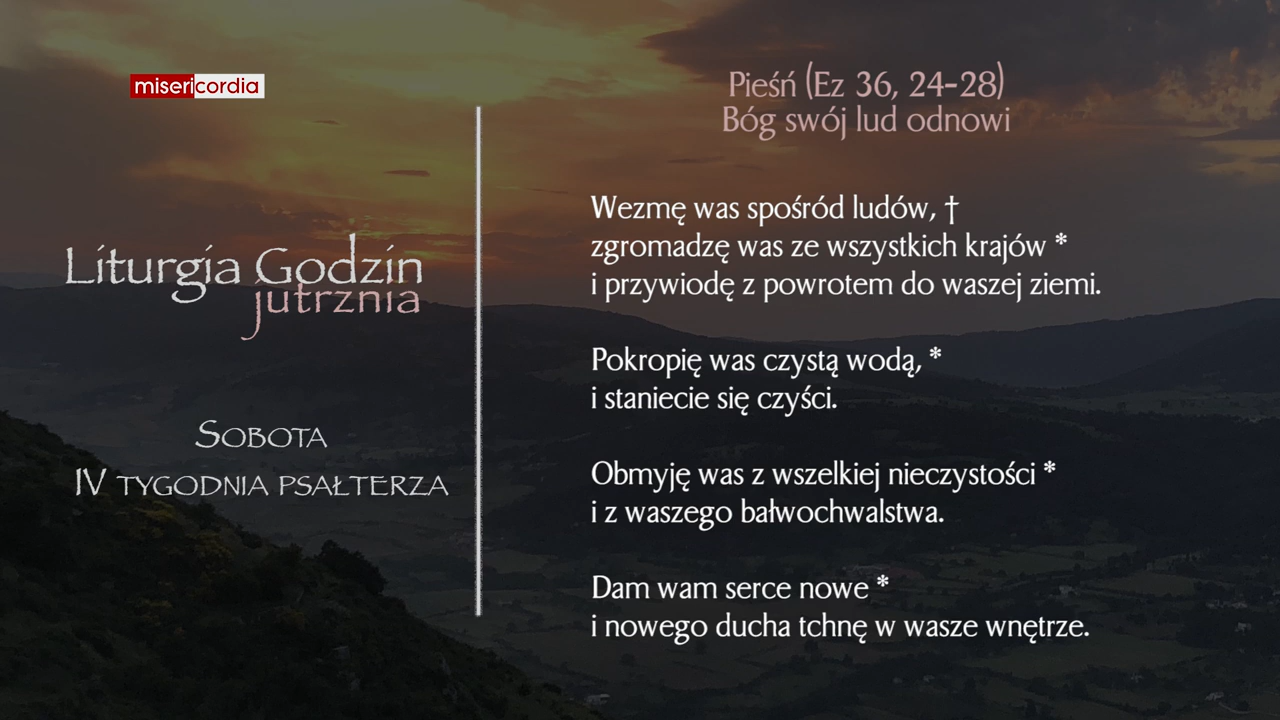 misericordia
Liturgia Godzin
jutrznia
Sobota
IV tygodnia psałterza
Pieśń (Ez 36, 24-28)
Bóg swój lud odnowi
Wezmę was spośród ludów, †
zgromadzę was ze wszystkich krajów *
i przywiodę z powrotem do waszej ziemi.
Pokropię was czystą wodą, *
i staniecie się czyści.
Obmyję was z wszelkiej nieczystości *
i z waszego bałwochwalstwa.
Dam wam serce nowe *
i nowego ducha tchnę w wasze wnętrze.